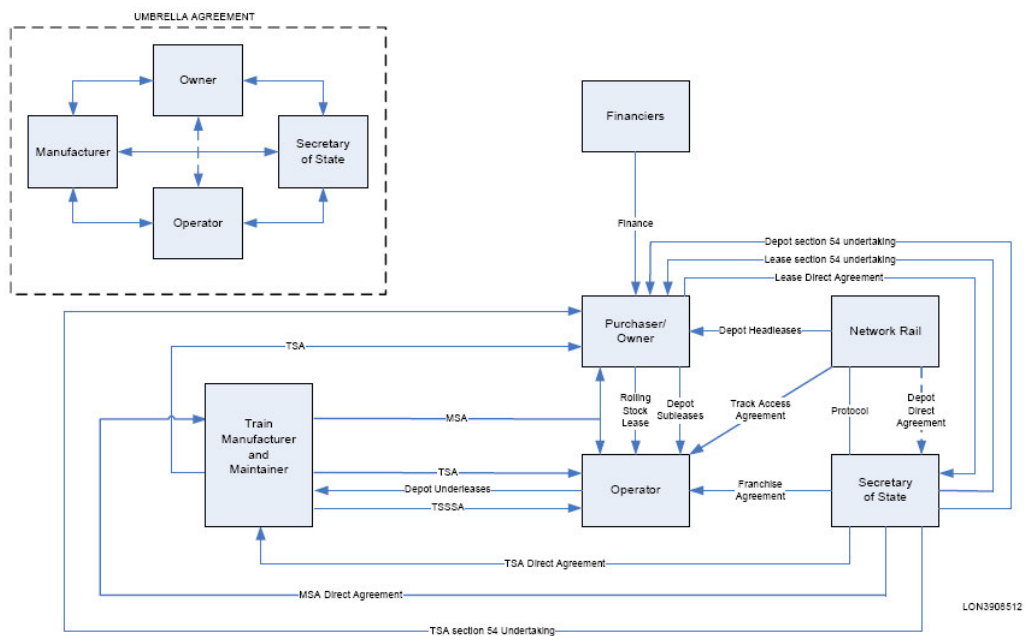 UMBRELLA AGREEMENT
Owner
Manufacturer
Secretary
of State
Operator
Financiers
Finance
Depot section 54 undertaking
Lease section 54 undertaking
Lease Direct Agreement
Purchaser/
Owner
Depot Headleases
Network Rail
TSA
Rolling
Stock
Lease
Depot
Subleases
Track Access
Agreement
Protocol
Depot
Direct
Agreement
Train
Manufacturer
and
Maintainer
MSA
TSA
Depot Underleases
TSSSA
Operator
Franchise
Agreement
Secretary
of State
TSA Direct Agreement
MSA Direct Agreement
LON3908512
TSA section 54 Undertaking